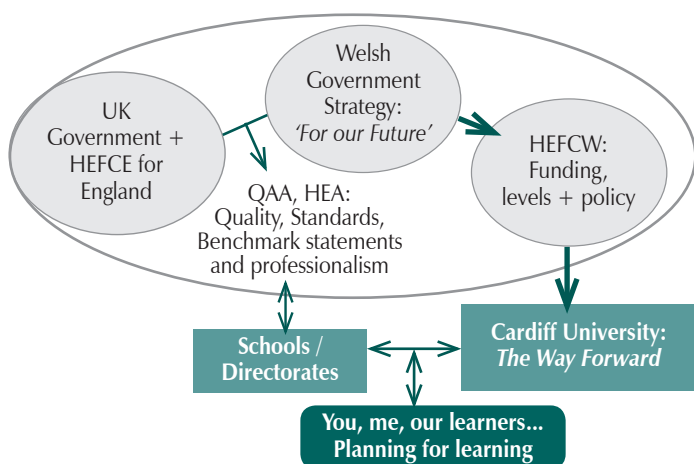 UK
Government +
HEFCE for
England
Welsh
Government
Strategy:
‘For our Future’
HEFCW:
Funding,
levels + policy
QAA, HEA:
Quality, Standards,
Benchmark statements
and professionalism
Schools /
Directorates
Cardiff University:
The Way Forward
You, me, our learners...
Planning for learning